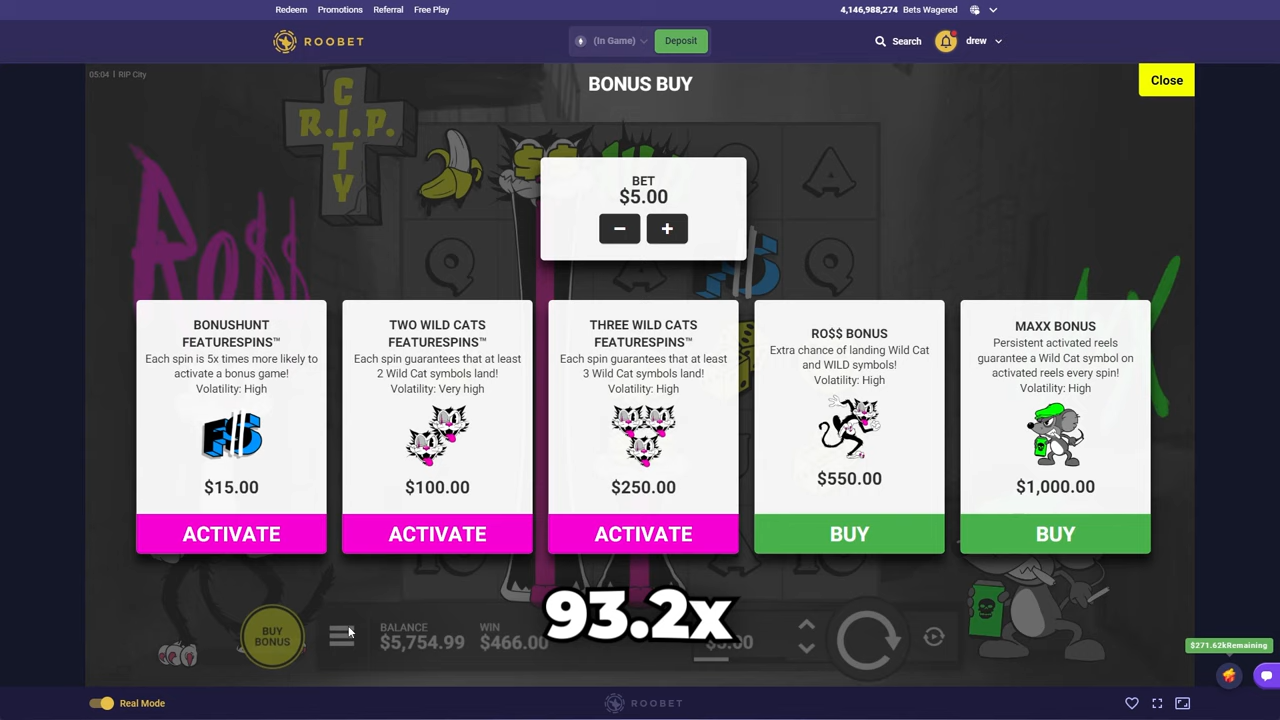 Redeem Promotions Referral Free Play 4,146,988,274 Bets Wagered
ROOBET (In Game) Deposit Search drew
05:04 | RIP City
BONUS BUY
Close
C
R.I.P.
T
Y
Ro$$
A
BET
$5.00
− +
Q A Q
BONUSHUNT
FEATURESPINS™
Each spin is 5x times more likely to
activate a bonus game!
Volatility: High
FS
$15.00
ACTIVATE
TWO WILD CATS
FEATURESPINS™
Each spin guarantees that at least
2 Wild Cat symbols land!
Volatility: Very high
$100.00
ACTIVATE
THREE WILD CATS
FEATURESPINS™
Each spin guarantees that at least
3 Wild Cat symbols land!
Volatility: High
$250.00
ACTIVATE
RO$$ BONUS
Extra chance of landing Wild Cat
and WILD symbols!
Volatility: High
$550.00
BUY
MAXX BONUS
Persistent activated reels
guarantee a Wild Cat symbol on
activated reels every spin!
Volatility: High
$1,000.00
BUY
93.2x
BUY
BONUS
BALANCE
$5,754.99
WIN
$466.00
$5.00
$271.62kRemaining
Real Mode
ROOBET